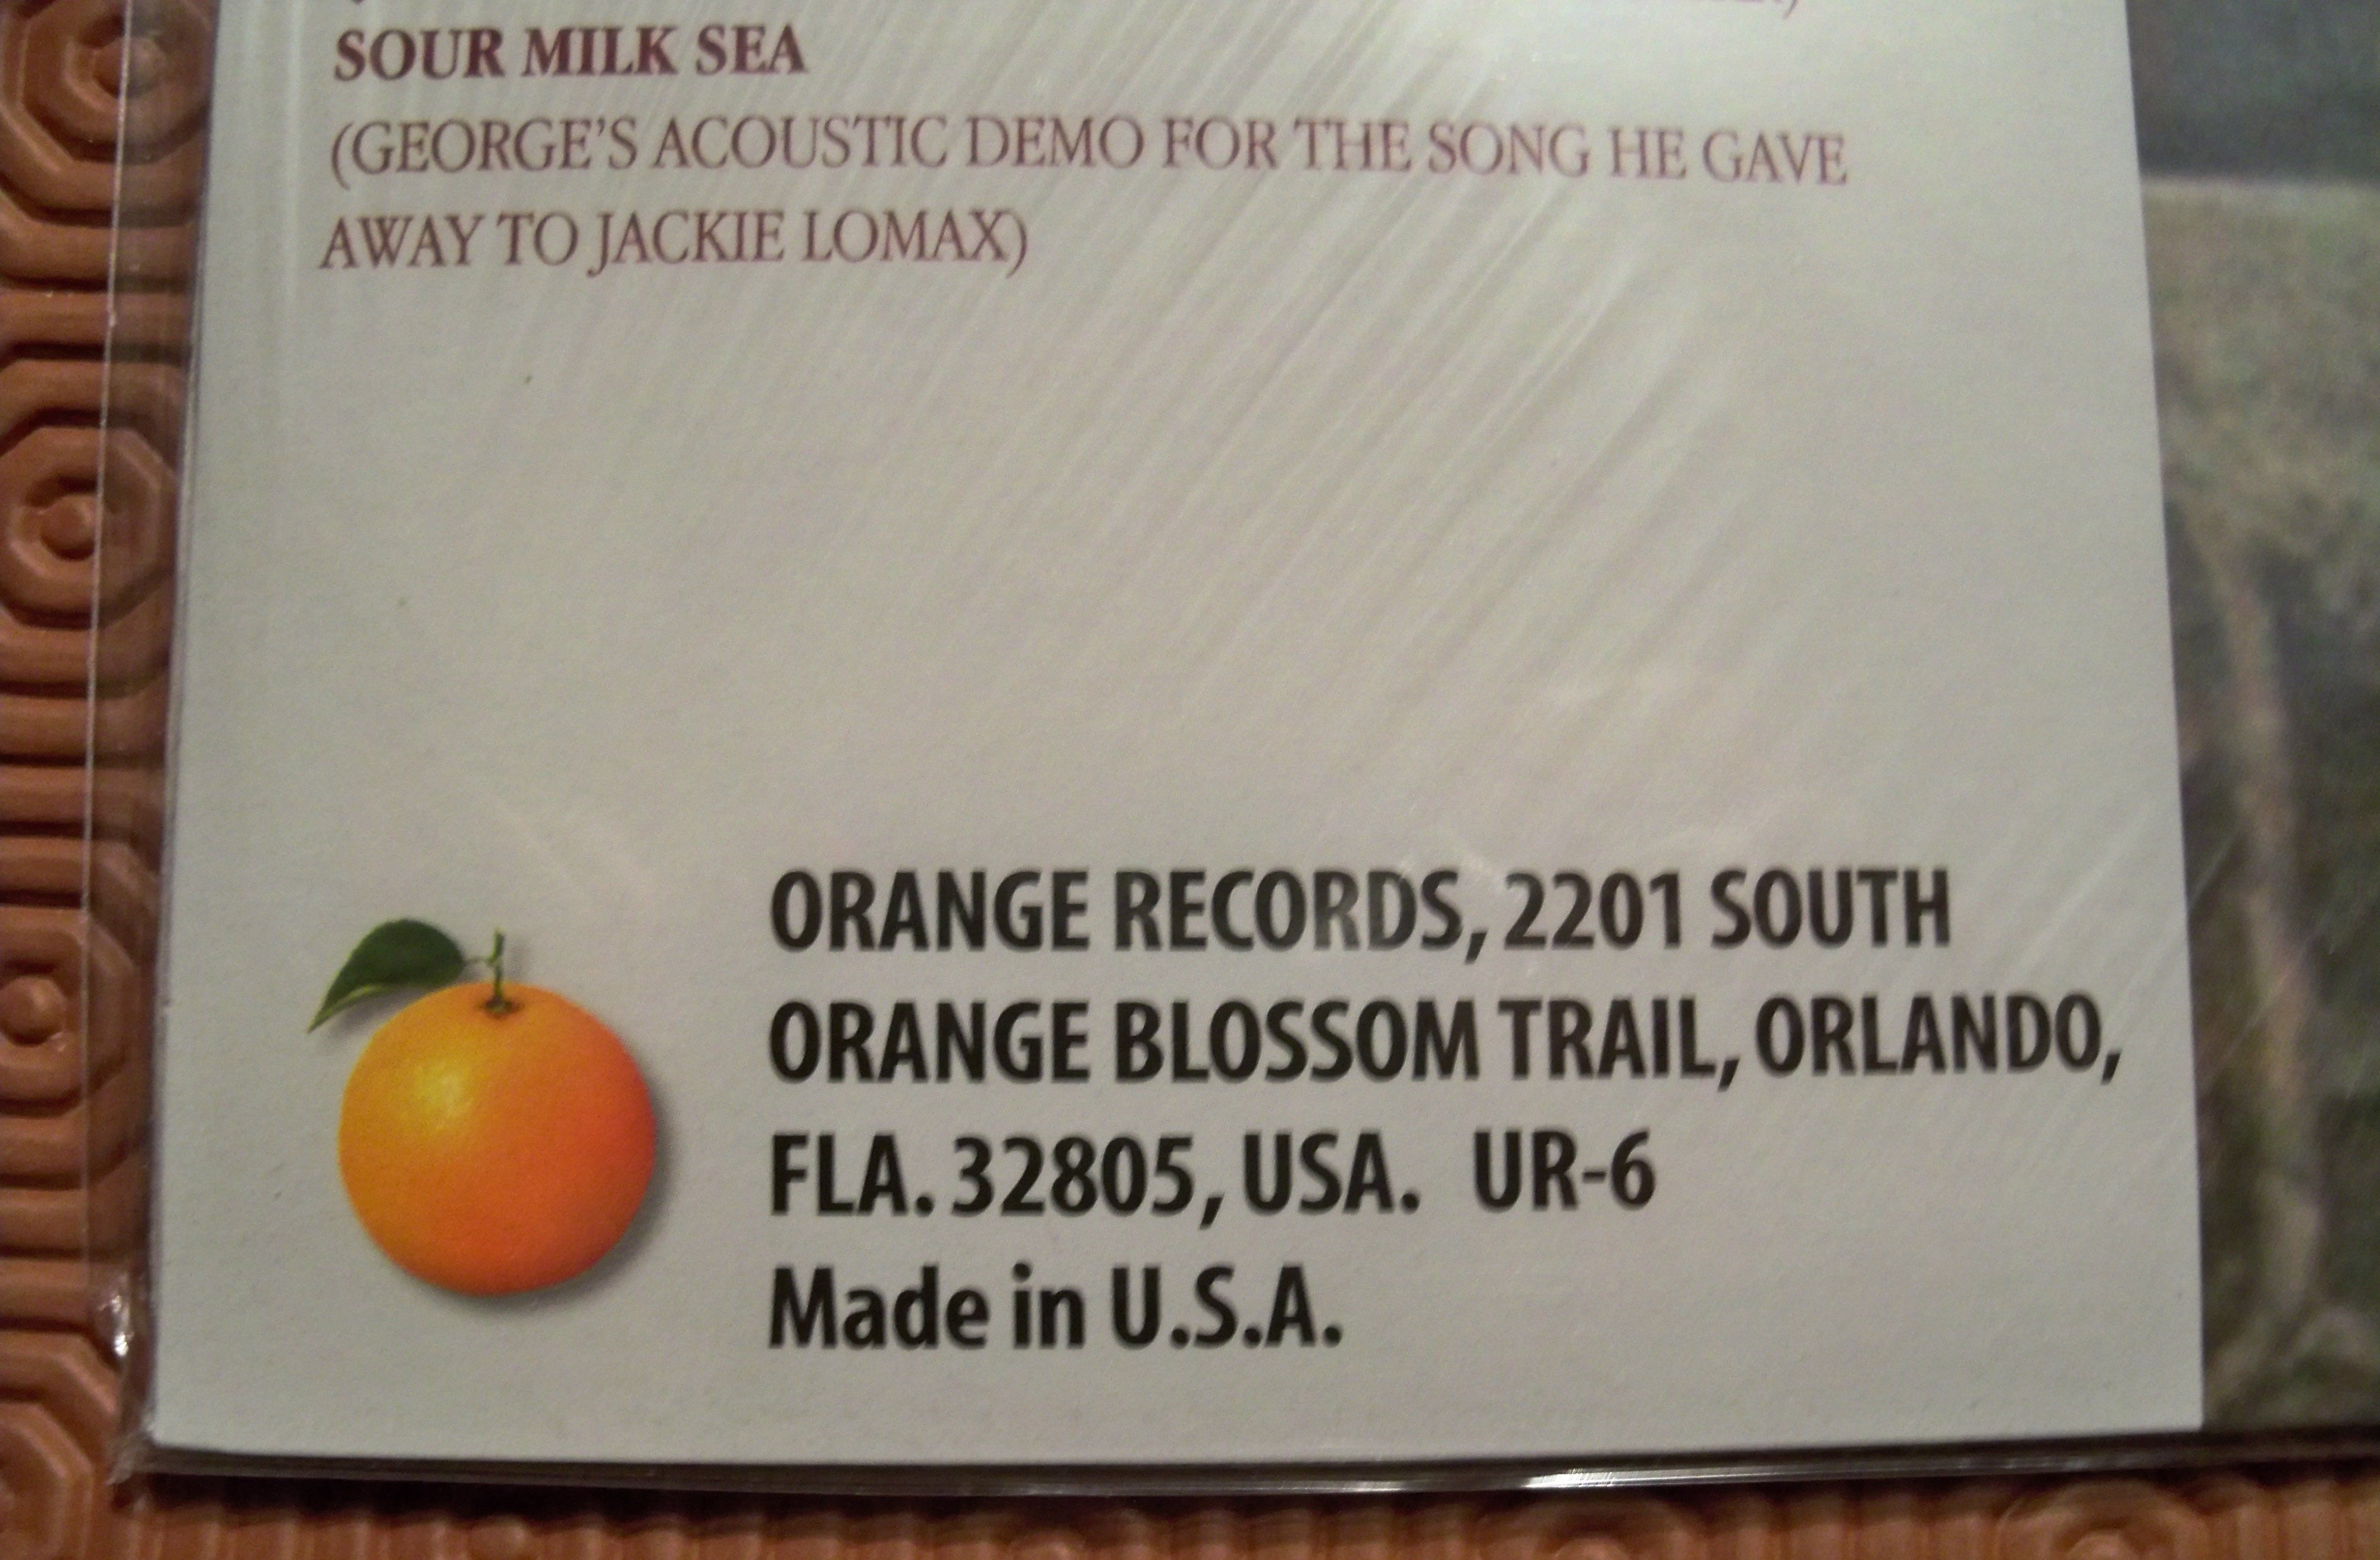 SOUR MILK SEA
(GEORGE'S ACOUSTIC DEMO FOR THE SONG HE GAVE
AWAY TO JACKIE LOMAX)
ORANGE RECORDS, 2201 SOUTH
ORANGE BLOSSOM TRAIL, ORLANDO,
FLA. 32805, USA. UR-6
Made in U.S.A.